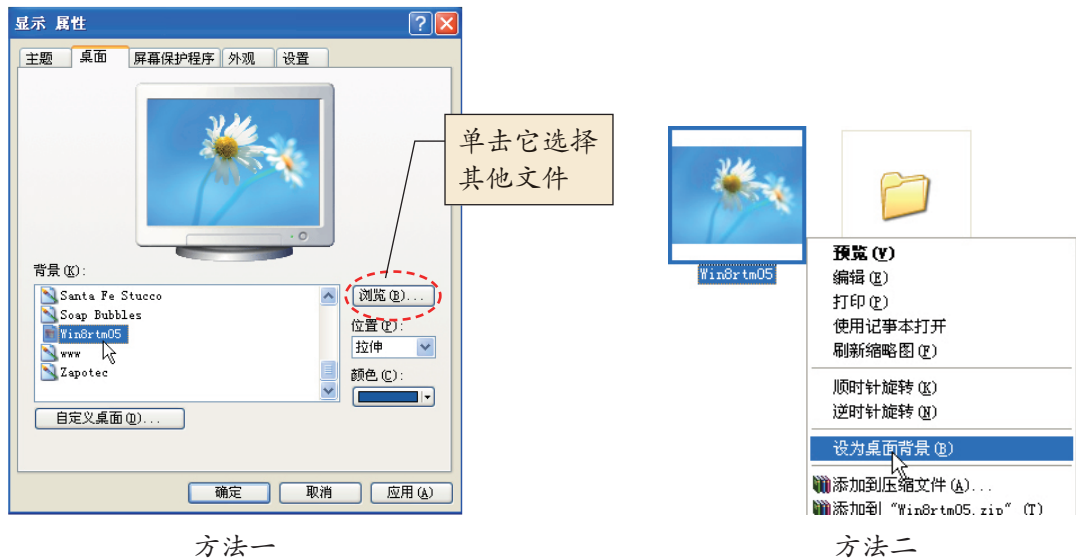 显示 属性
主题 桌面 屏幕保护程序 外观 设置
单击它选择
其他文件
背景(K):
Santa Fe Stucco
Soap Bubbles
Win8rtm05
www
Zapotec
浏览(B)...
位置(P):
拉伸
颜色(C):
自定义桌面(D)...
确定 取消 应用(A)
方法一
Win8rtm05
预览(V)
编辑(E)
打印(P)
使用记事本打开
刷新缩略图(F)
顺时针旋转(K)
逆时针旋转(N)
设为桌面背景(B)
添加到压缩文件(A)...
添加到 "Win8rtm05.zip" (T)
方法二